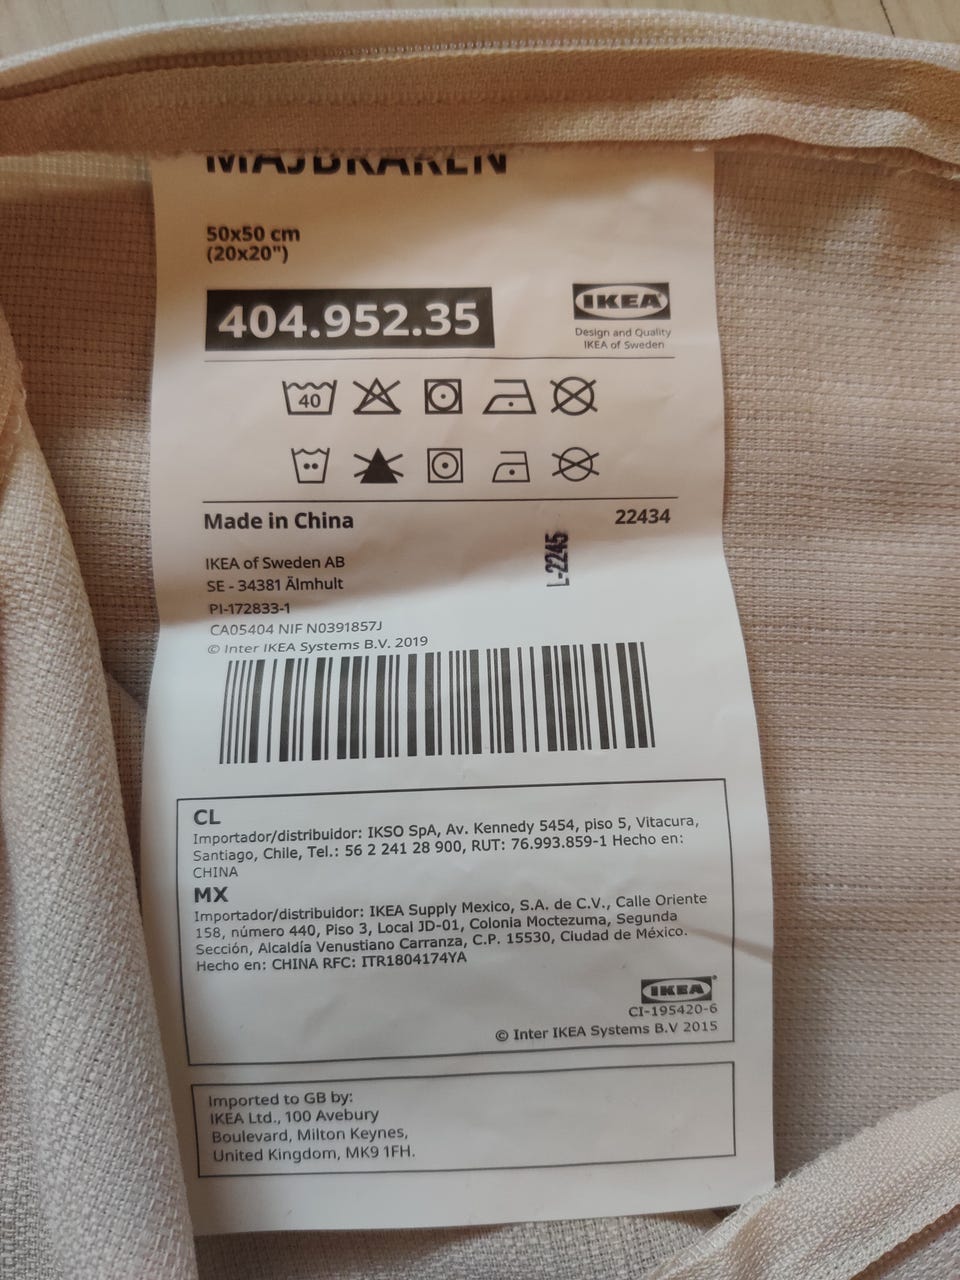 MAJBRÄKEN
50x50 cm
(20x20")
404.952.35
IKEA
Design and Quality
IKEA of Sweden
40
Made in China
22434
L-2245
IKEA of Sweden AB
SE - 34381 Älmhult
PI-172833-1
CA05404 NIF N0391857J
© Inter IKEA Systems B.V. 2019
CL
Importador/distribuidor: IKSO SpA, Av. Kennedy 5454, piso 5, Vitacura,
Santiago, Chile, Tel.: 56 2 241 28 900, RUT: 76.993.859-1 Hecho en:
CHINA
MX
Importador/distribuidor: IKEA Supply Mexico, S.A. de C.V., Calle Oriente
158, número 440, Piso 3, Local JD-01, Colonia Moctezuma, Segunda
Sección, Alcaldía Venustiano Carranza, C.P. 15530, Ciudad de México.
Hecho en: CHINA RFC: ITR1804174YA
IKEA®
CI-195420-6
© Inter IKEA Systems B.V 2015
Imported to GB by:
IKEA Ltd., 100 Avebury
Boulevard, Milton Keynes,
United Kingdom, MK9 1FH.